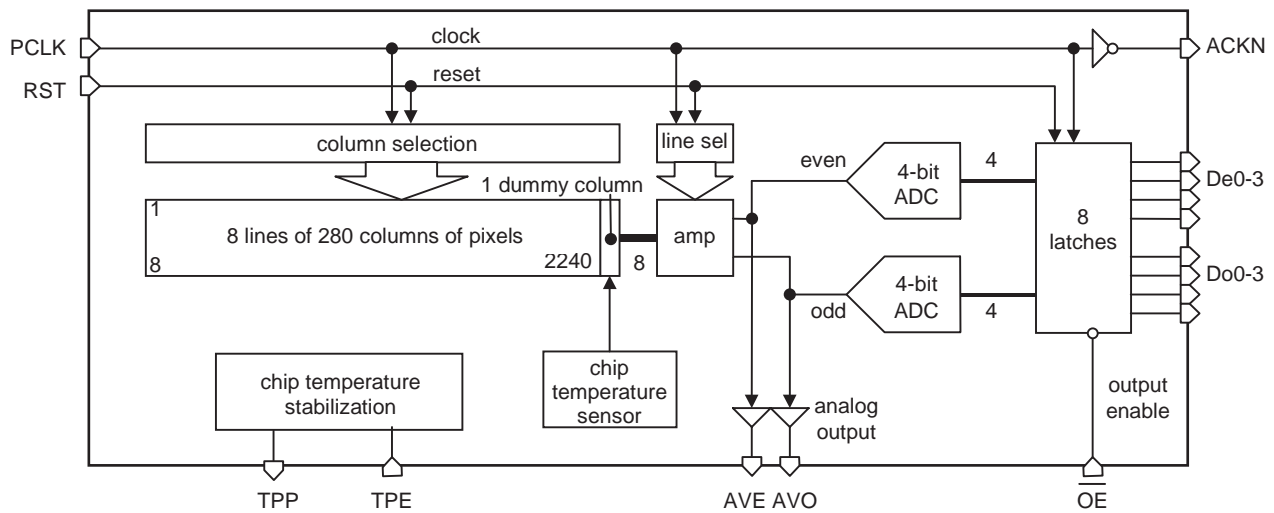 PCLK
clock
ACKN
RST
reset
column selection
line sel
even
4-bit
ADC
4
De0-3
1 dummy column
1
8 lines of 280 columns of pixels
8
2240
8
amp
8
latches
odd
4-bit
ADC
4
Do0-3
chip temperature
stabilization
chip
temperature
sensor
analog
output
output
enable
TPP
TPE
AVE
AVO
OE